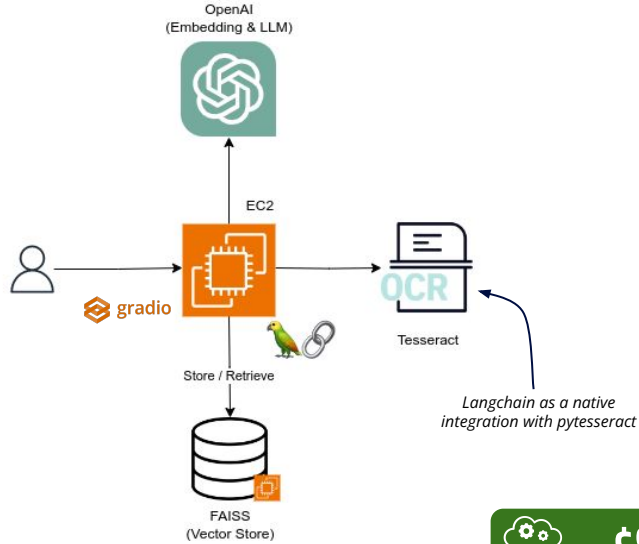 OpenAI
(Embedding & LLM)
EC2
gradio
OCR
Tesseract
Store / Retrieve
Langchain as a native
integration with pytesseract
FAISS
(Vector Store)